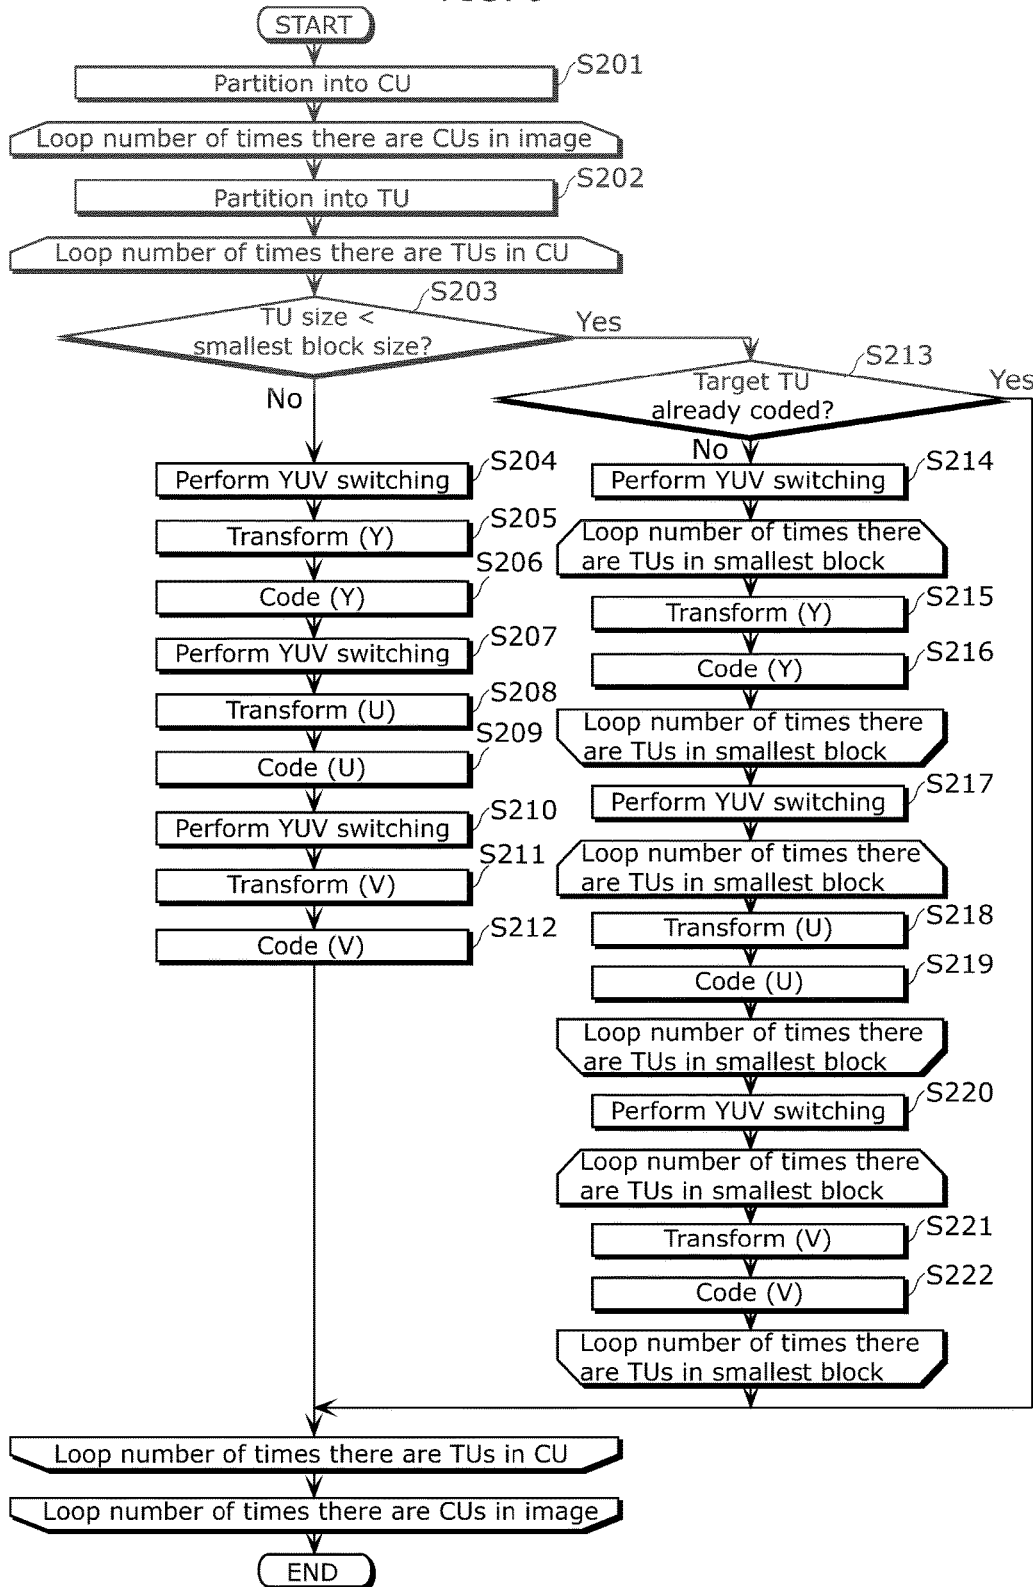 START
S201
Partition into CU
Loop number of times there are CUs in image
S202
Partition into TU
Loop number of times there are TUs in CU
S203
TU size <
smallest block size?
Yes
No
S213
Target TU
already coded?
Yes
No
S204
Perform YUV switching
S205
Transform (Y)
S206
Code (Y)
S207
Perform YUV switching
S208
Transform (U)
S209
Code (U)
S210
Perform YUV switching
S211
Transform (V)
S212
Code (V)
S214
Perform YUV switching
Loop number of times there
are TUs in smallest block
S215
Transform (Y)
S216
Code (Y)
Loop number of times there
are TUs in smallest block
S217
Perform YUV switching
Loop number of times there
are TUs in smallest block
S218
Transform (U)
S219
Code (U)
Loop number of times there
are TUs in smallest block
S220
Perform YUV switching
Loop number of times there
are TUs in smallest block
S221
Transform (V)
S222
Code (V)
Loop number of times there
are TUs in smallest block
Loop number of times there are TUs in CU
Loop number of times there are CUs in image
END